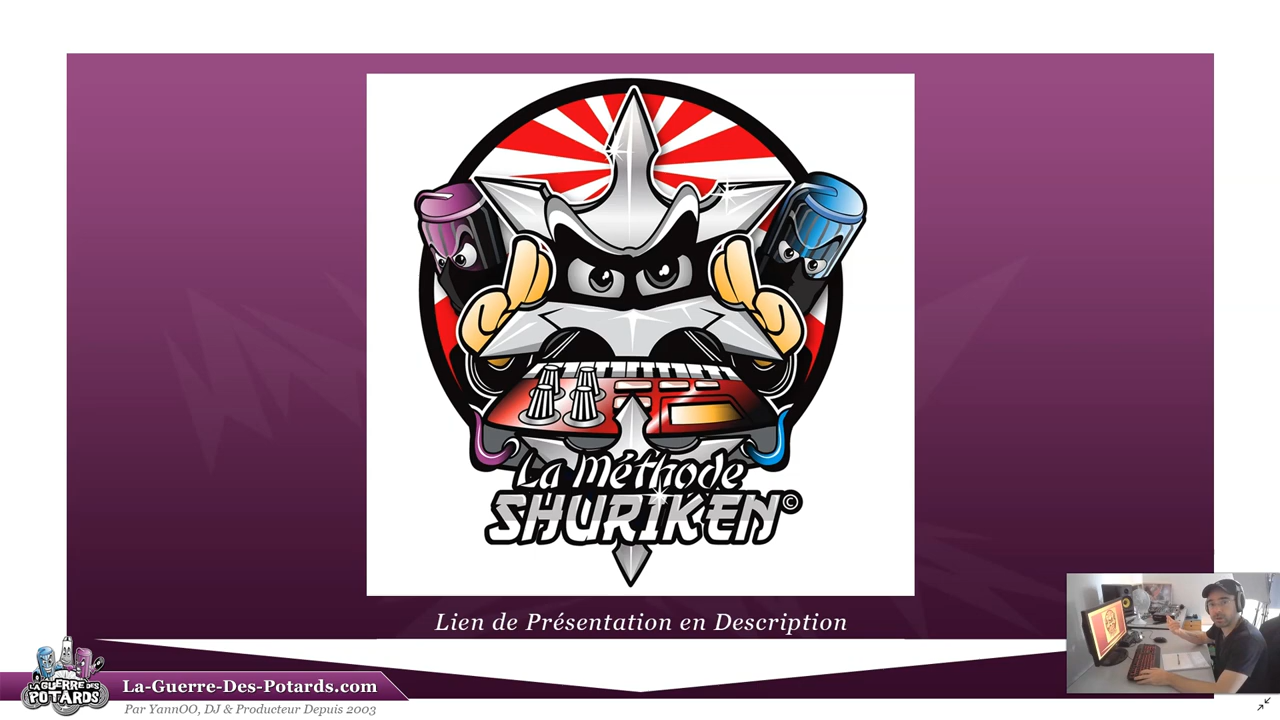 La Méthode
SHURIKEN©
Lien de Présentation en Description
LA GUERRE DES
POTARDS
La-Guerre-Des-Potards.com
Par YannOO, DJ & Producteur Depuis 2003